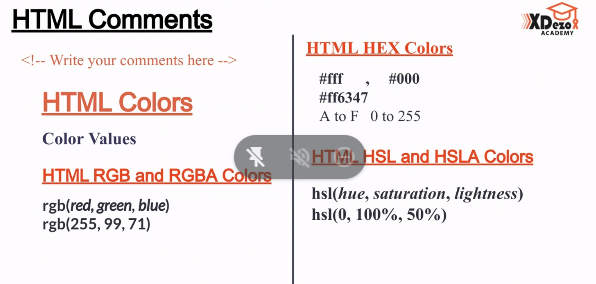 HTML Comments
<!-- Write your comments here -->
HTML Colors
Color Values
HTML RGB and RGBA Colors
rgb(red, green, blue)
rgb(255, 99, 71)
XDezo
ACADEMY
HTML HEX Colors
#fff , #000
#ff6347
A to F 0 to 255
HTML HSL and HSLA Colors
hsl(hue, saturation, lightness)
hsl(0, 100%, 50%)